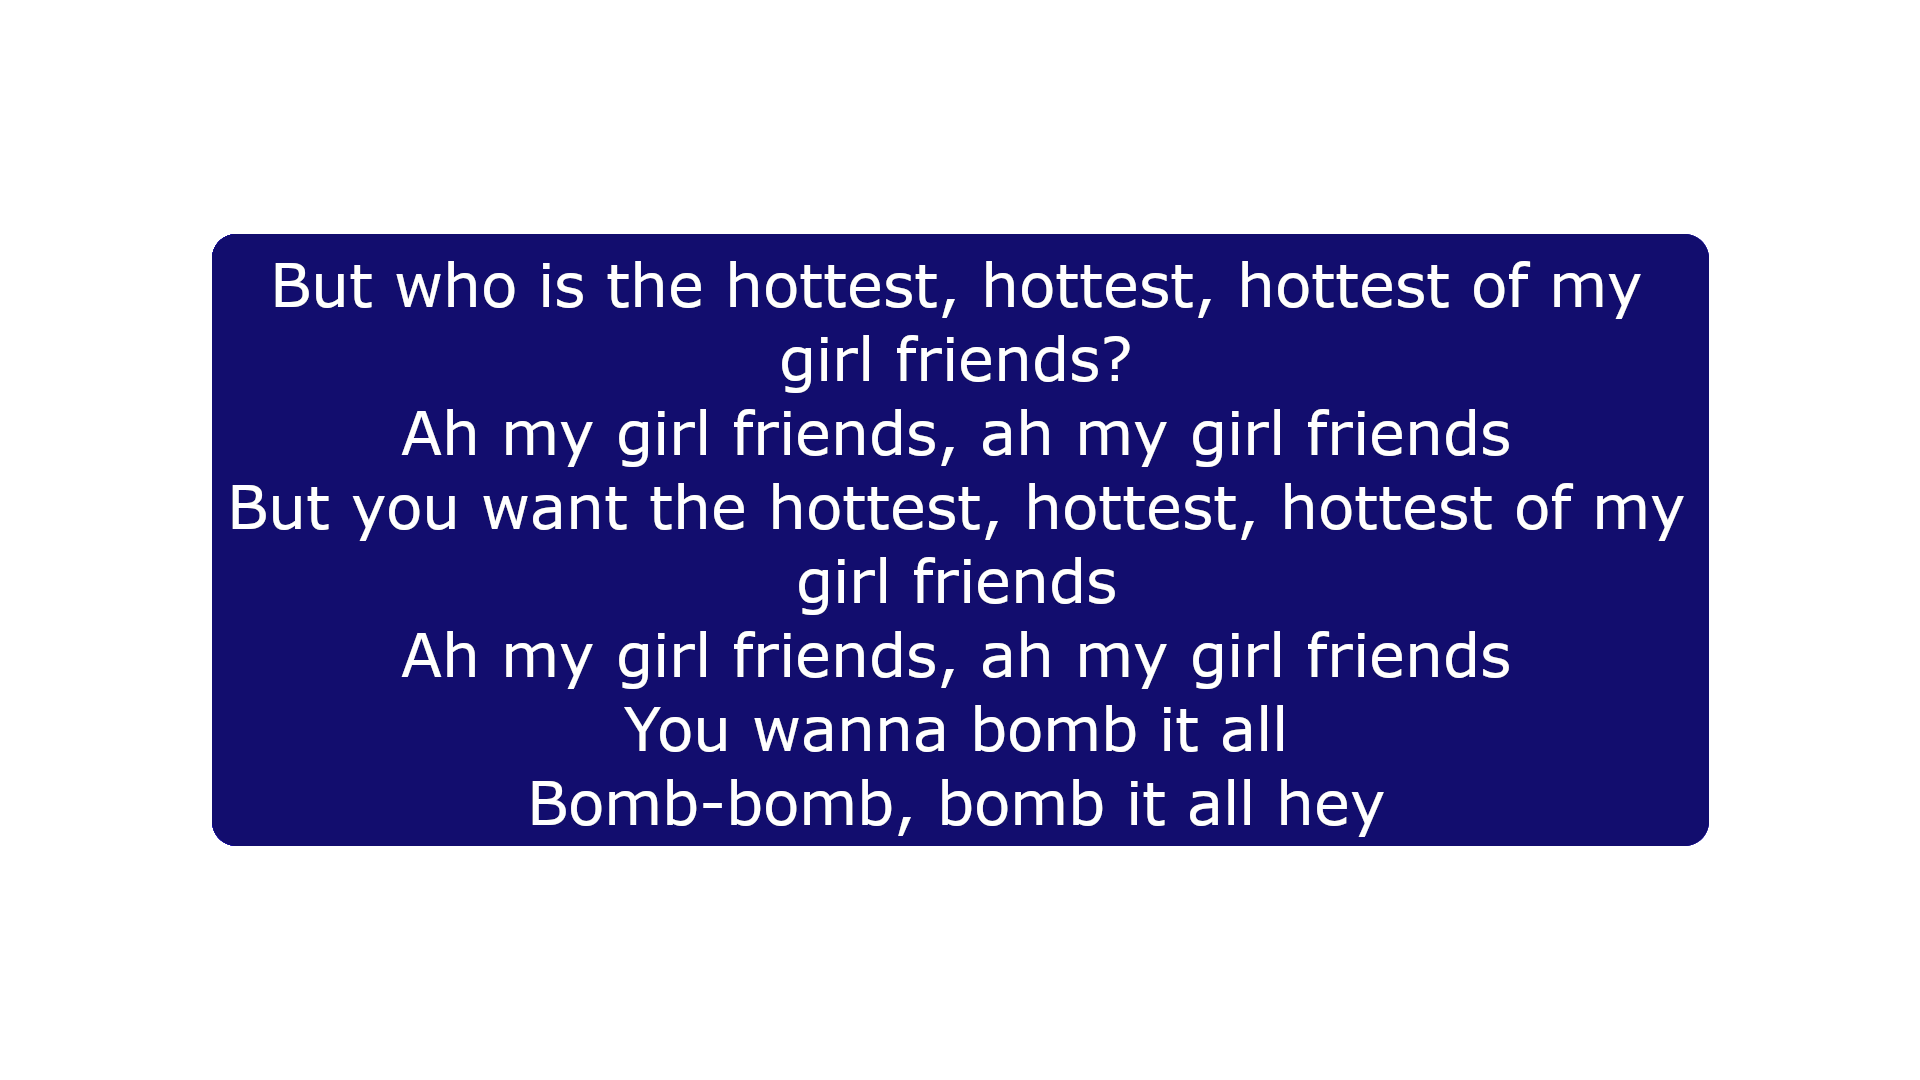 But who is the hottest, hottest, hottest of my
girl friends?
Ah my girl friends, ah my girl friends
But you want the hottest, hottest, hottest of my
girl friends
Ah my girl friends, ah my girl friends
You wanna bomb it all
Bomb-bomb, bomb it all hey